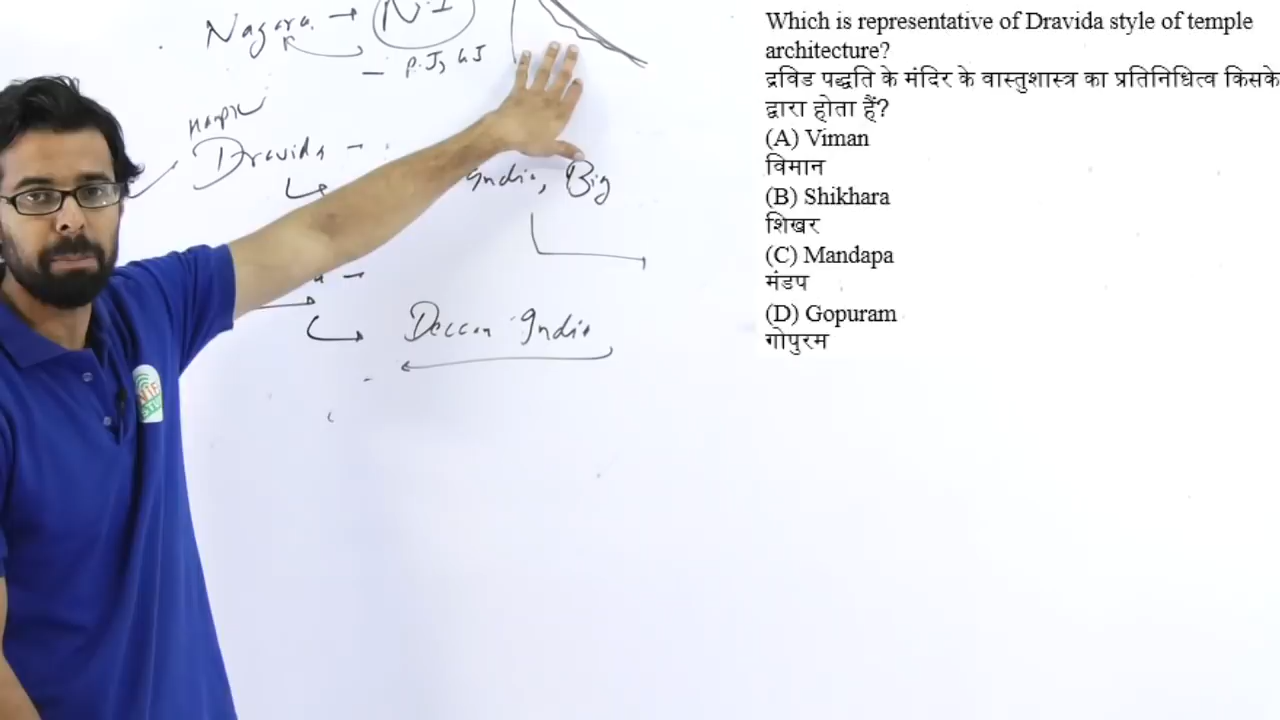 Nagara → N.I
Dravida -
India, Big
Deccan India
Which is representative of Dravida style of temple
architecture?
द्रविड पद्धति के मंदिर के वास्तुशास्त्र का प्रतिनिधित्व किसके
द्वारा होता हैं?
(A) Viman
विमान
(B) Shikhara
शिखर
(C) Mandapa
मंडप
(D) Gopuram
गोपुरम